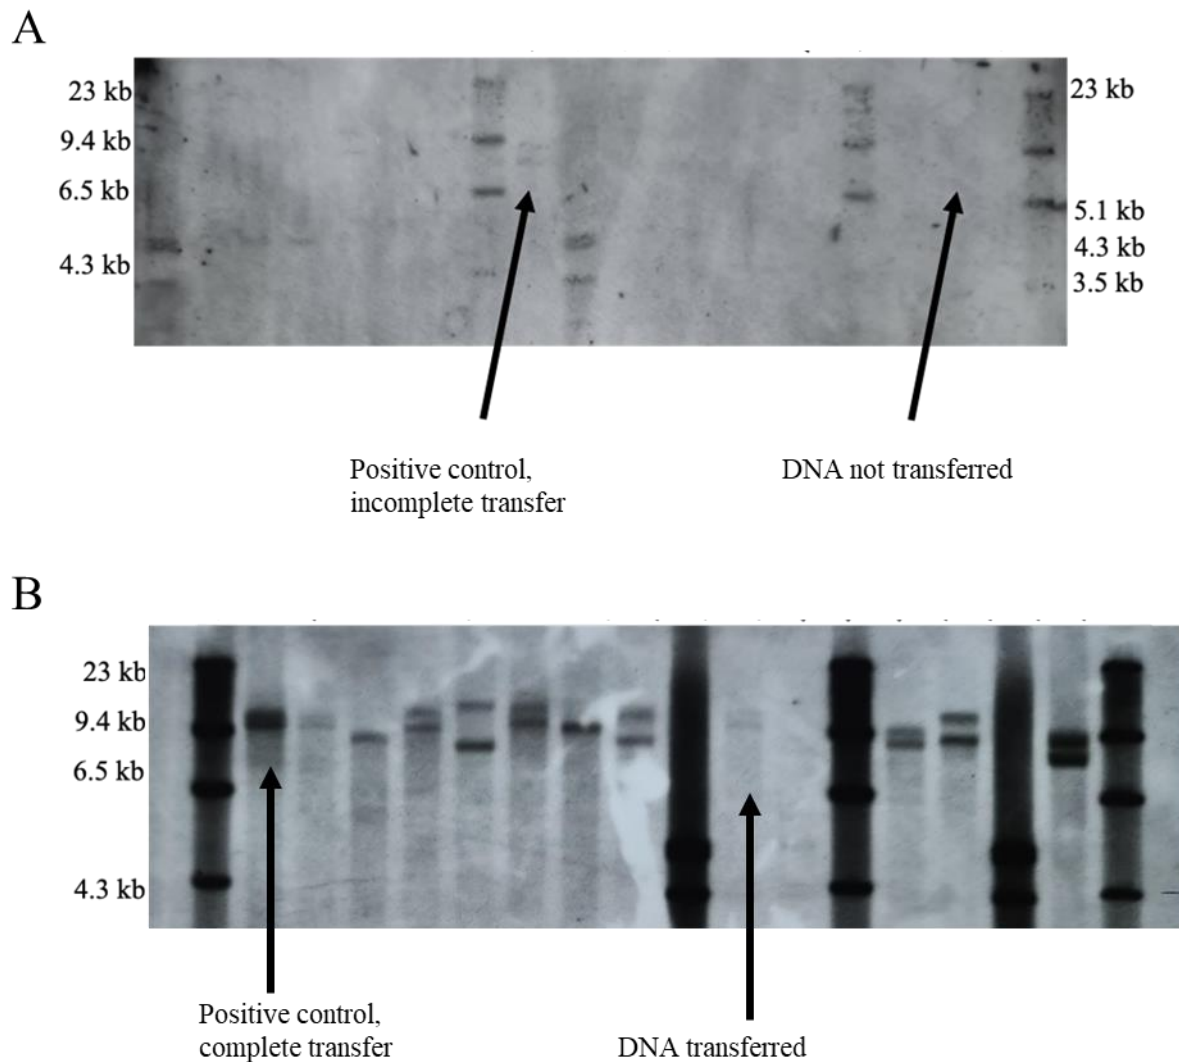 A
23 kb
9.4 kb
6.5 kb
4.3 kb
23 kb
5.1 kb
4.3 kb
3.5 kb
Positive control,
incomplete transfer
DNA not transferred
B
23 kb
9.4 kb
6.5 kb
4.3 kb
Positive control,
complete transfer
DNA transferred